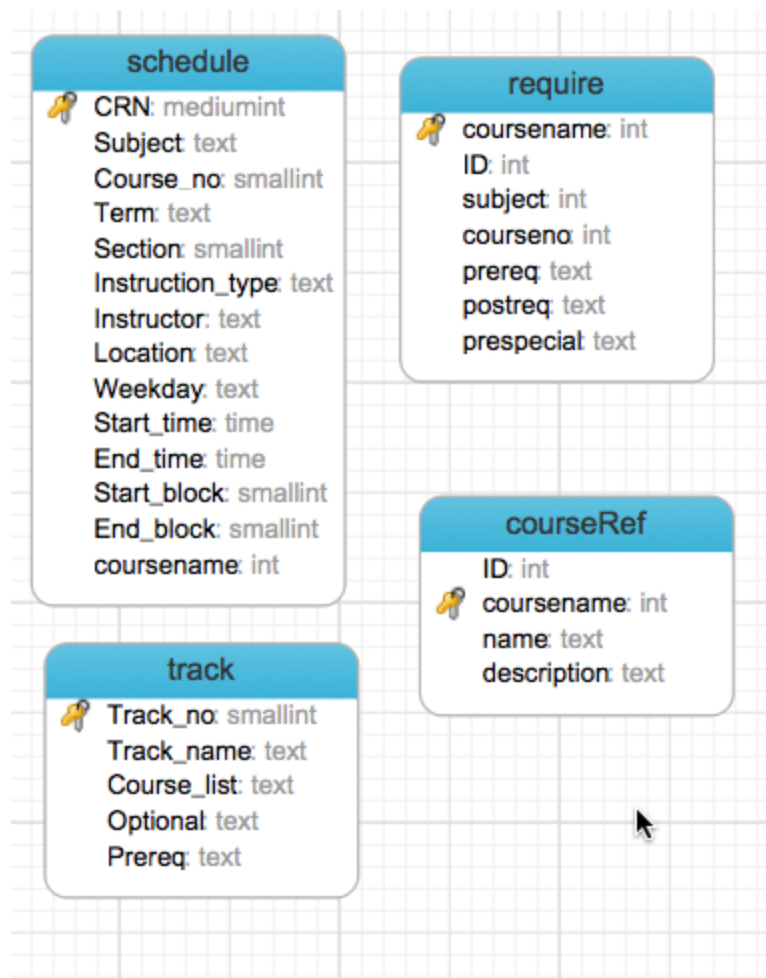 schedule
CRN: mediumint
Subject: text
Course_no: smallint
Term: text
Section: smallint
Instruction_type: text
Instructor: text
Location: text
Weekday: text
Start_time: time
End_time: time
Start_block: smallint
End_block: smallint
coursename: int
require
coursename: int
ID: int
subject: int
courseno: int
prereq: text
postreq: text
prespecial: text
courseRef
ID: int
coursename: int
name: text
description: text
track
Track_no: smallint
Track_name: text
Course_list: text
Optional: text
Prereq: text